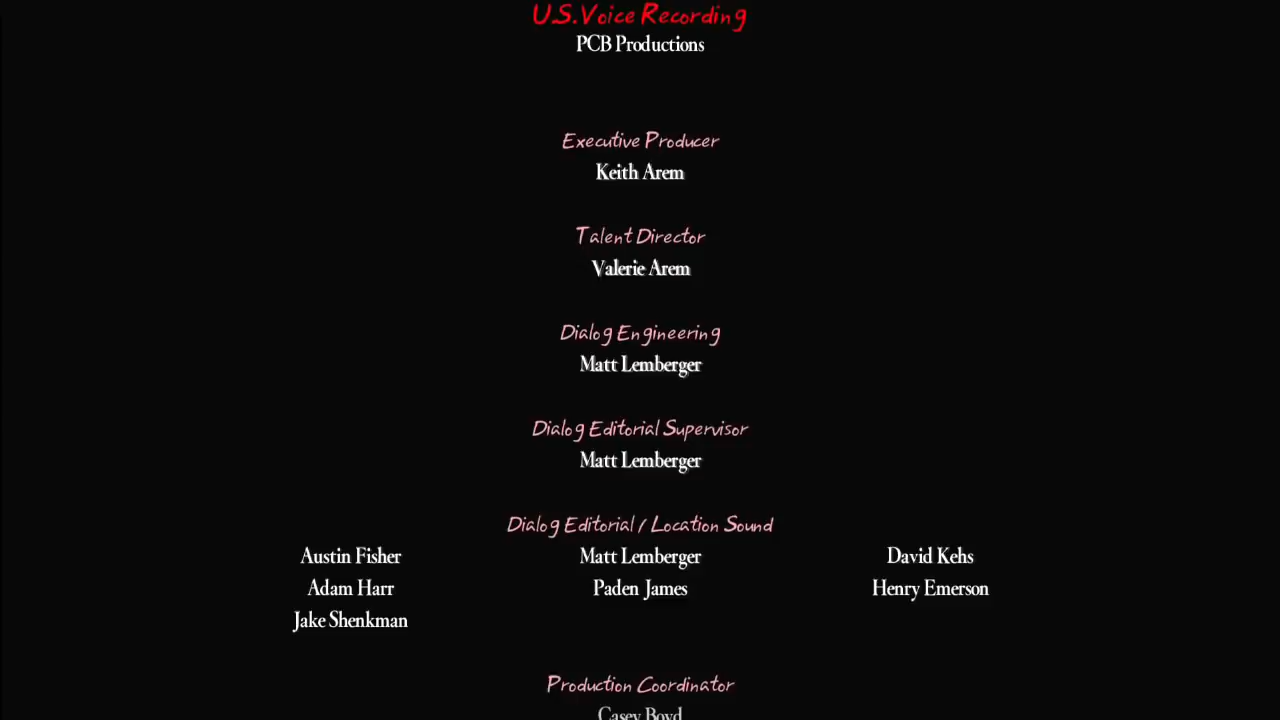 U.S.Voice Recording
PCB Productions
Executive Producer
Keith Arem
Talent Director
Valerie Arem
Dialog Engineering
Matt Lemberger
Dialog Editorial Supervisor
Matt Lemberger
Dialog Editorial / Location Sound
Austin Fisher Matt Lemberger David Kehs
Adam Harr Paden James Henry Emerson
Jake Shenkman
Production Coordinator
Casey Boyd